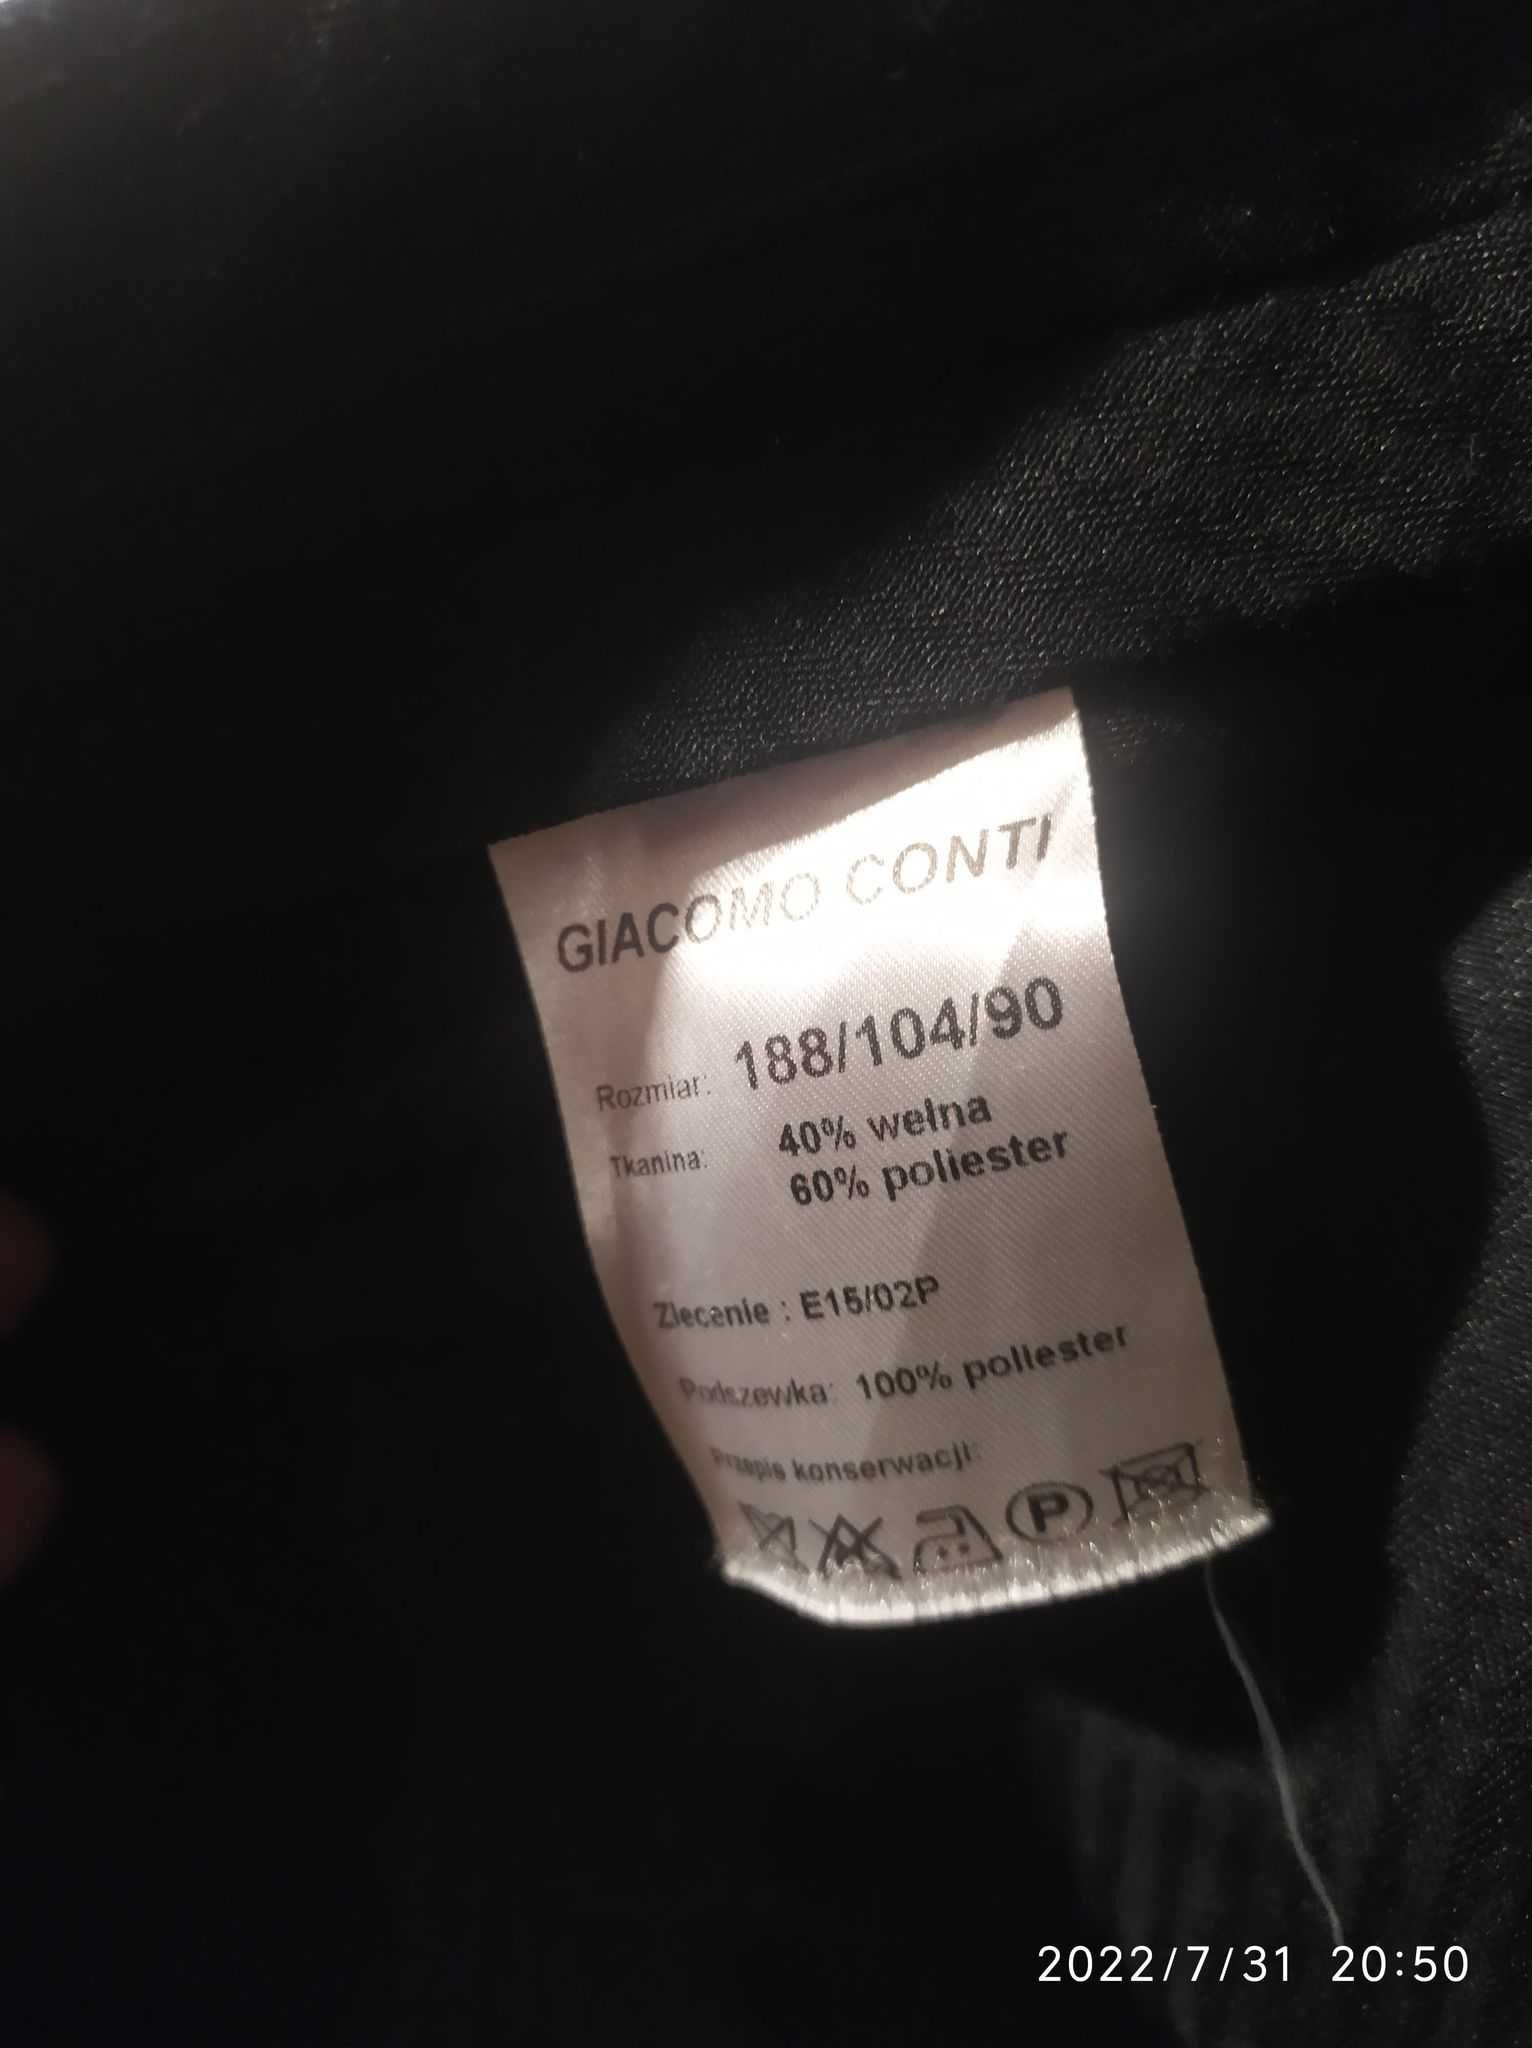 GIACOMO CONTI
Rozmiar: 188/104/90
Tkanina: 40% wełna
60% poliester
Zlecenie : E15/02P
Podszewka: 100% poliester
Przepis konserwacji:
P
2022/7/31 20:50